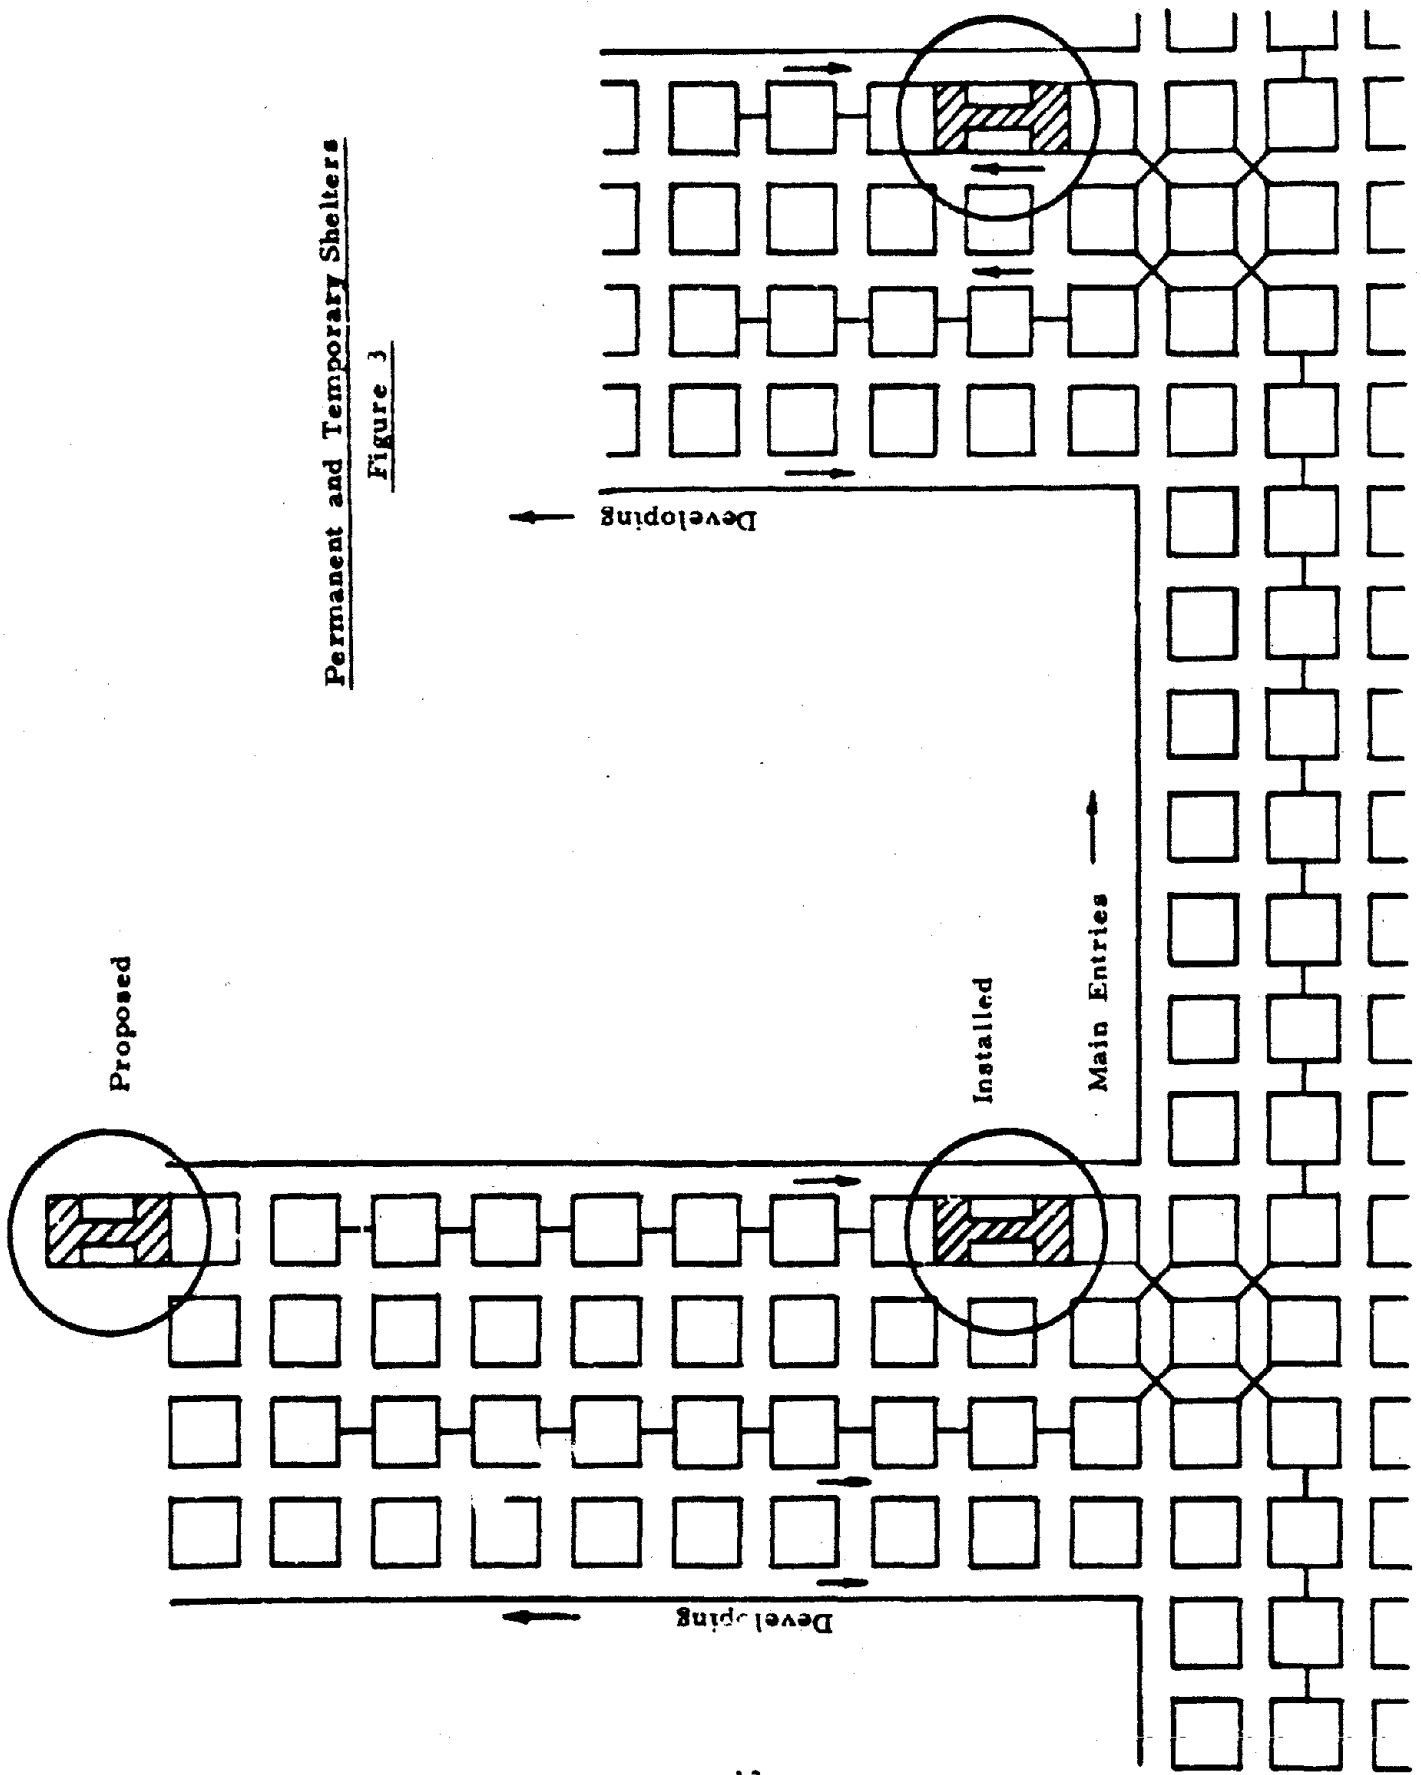 Permanent and Temporary Shelters
Figure 3
Developing
Proposed
Installed
Main Entries
Developing